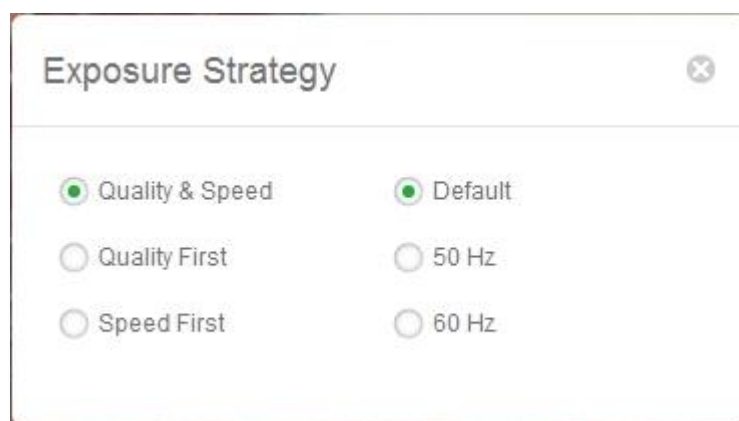 Exposure Strategy
Quality & Speed Default
Quality First 50 Hz
Speed First 60 Hz